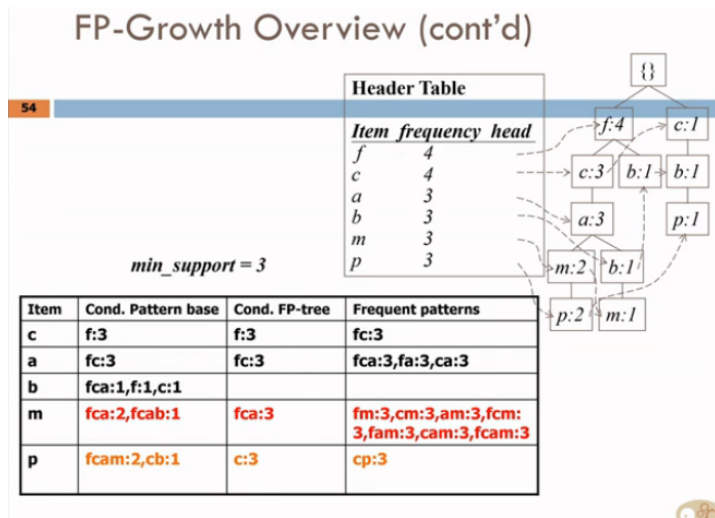 FP-Growth Overview (cont'd)
54
Header Table
Item frequency head
f 4
c 4
a 3
b 3
m 3
p 3
{}
f:4 c:1
c:3 b:1 b:1
a:3 p:1
m:2 b:1
p:2 m:1
min_support = 3
Item Cond. Pattern base Cond. FP-tree Frequent patterns
c f:3 f:3 fc:3
a fc:3 fc:3 fca:3,fa:3,ca:3
b fca:1,f:1,c:1
m fca:2,fcab:1 fca:3 fm:3,cm:3,am:3,fcm:
3,fam:3,cam:3,fcam:3
p fcam:2,cb:1 c:3 cp:3